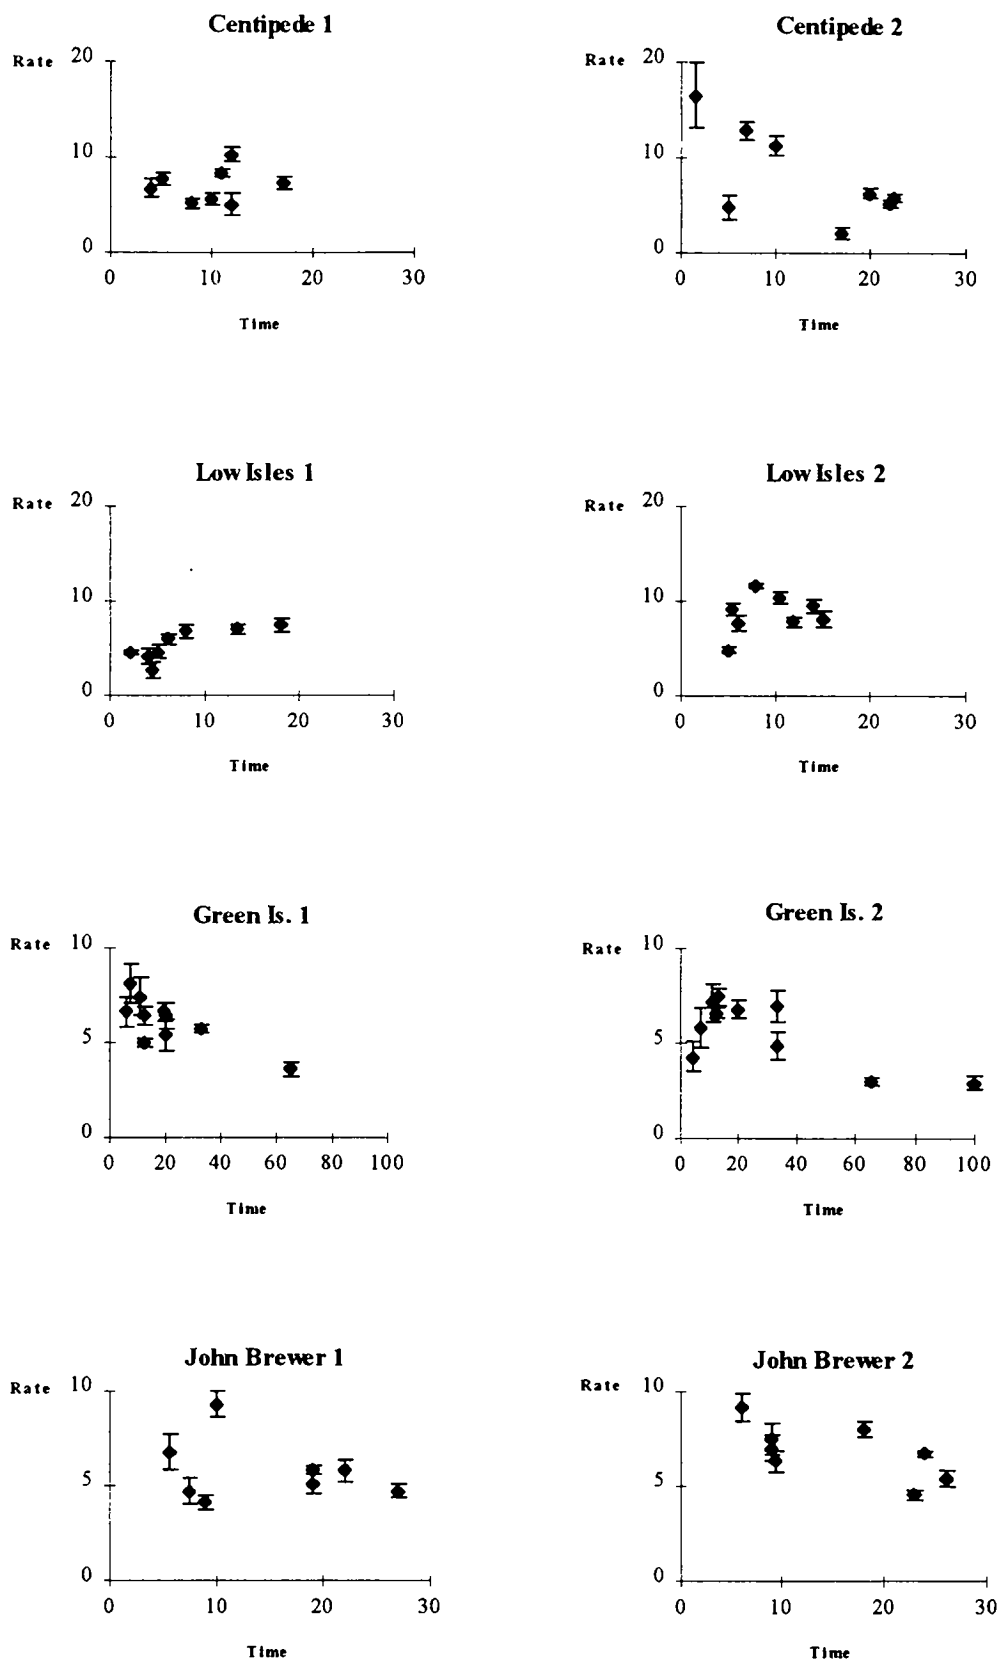 Centipede 1
Rate 20
10
0
0 10 20 30
Time
Centipede 2
Rate 20
10
0
0 10 20 30
Time
Low Isles 1
Rate 20
10
0
0 10 20 30
Time
Low Isles 2
Rate 20
10
0
0 10 20 30
Time
Green Is. 1
Rate 10
5
0
0 20 40 60 80 100
Time
Green Is. 2
Rate 10
5
0
0 20 40 60 80 100
Time
John Brewer 1
Rate 10
5
0
0 10 20 30
Time
John Brewer 2
Rate 10
5
0
0 10 20 30
Time